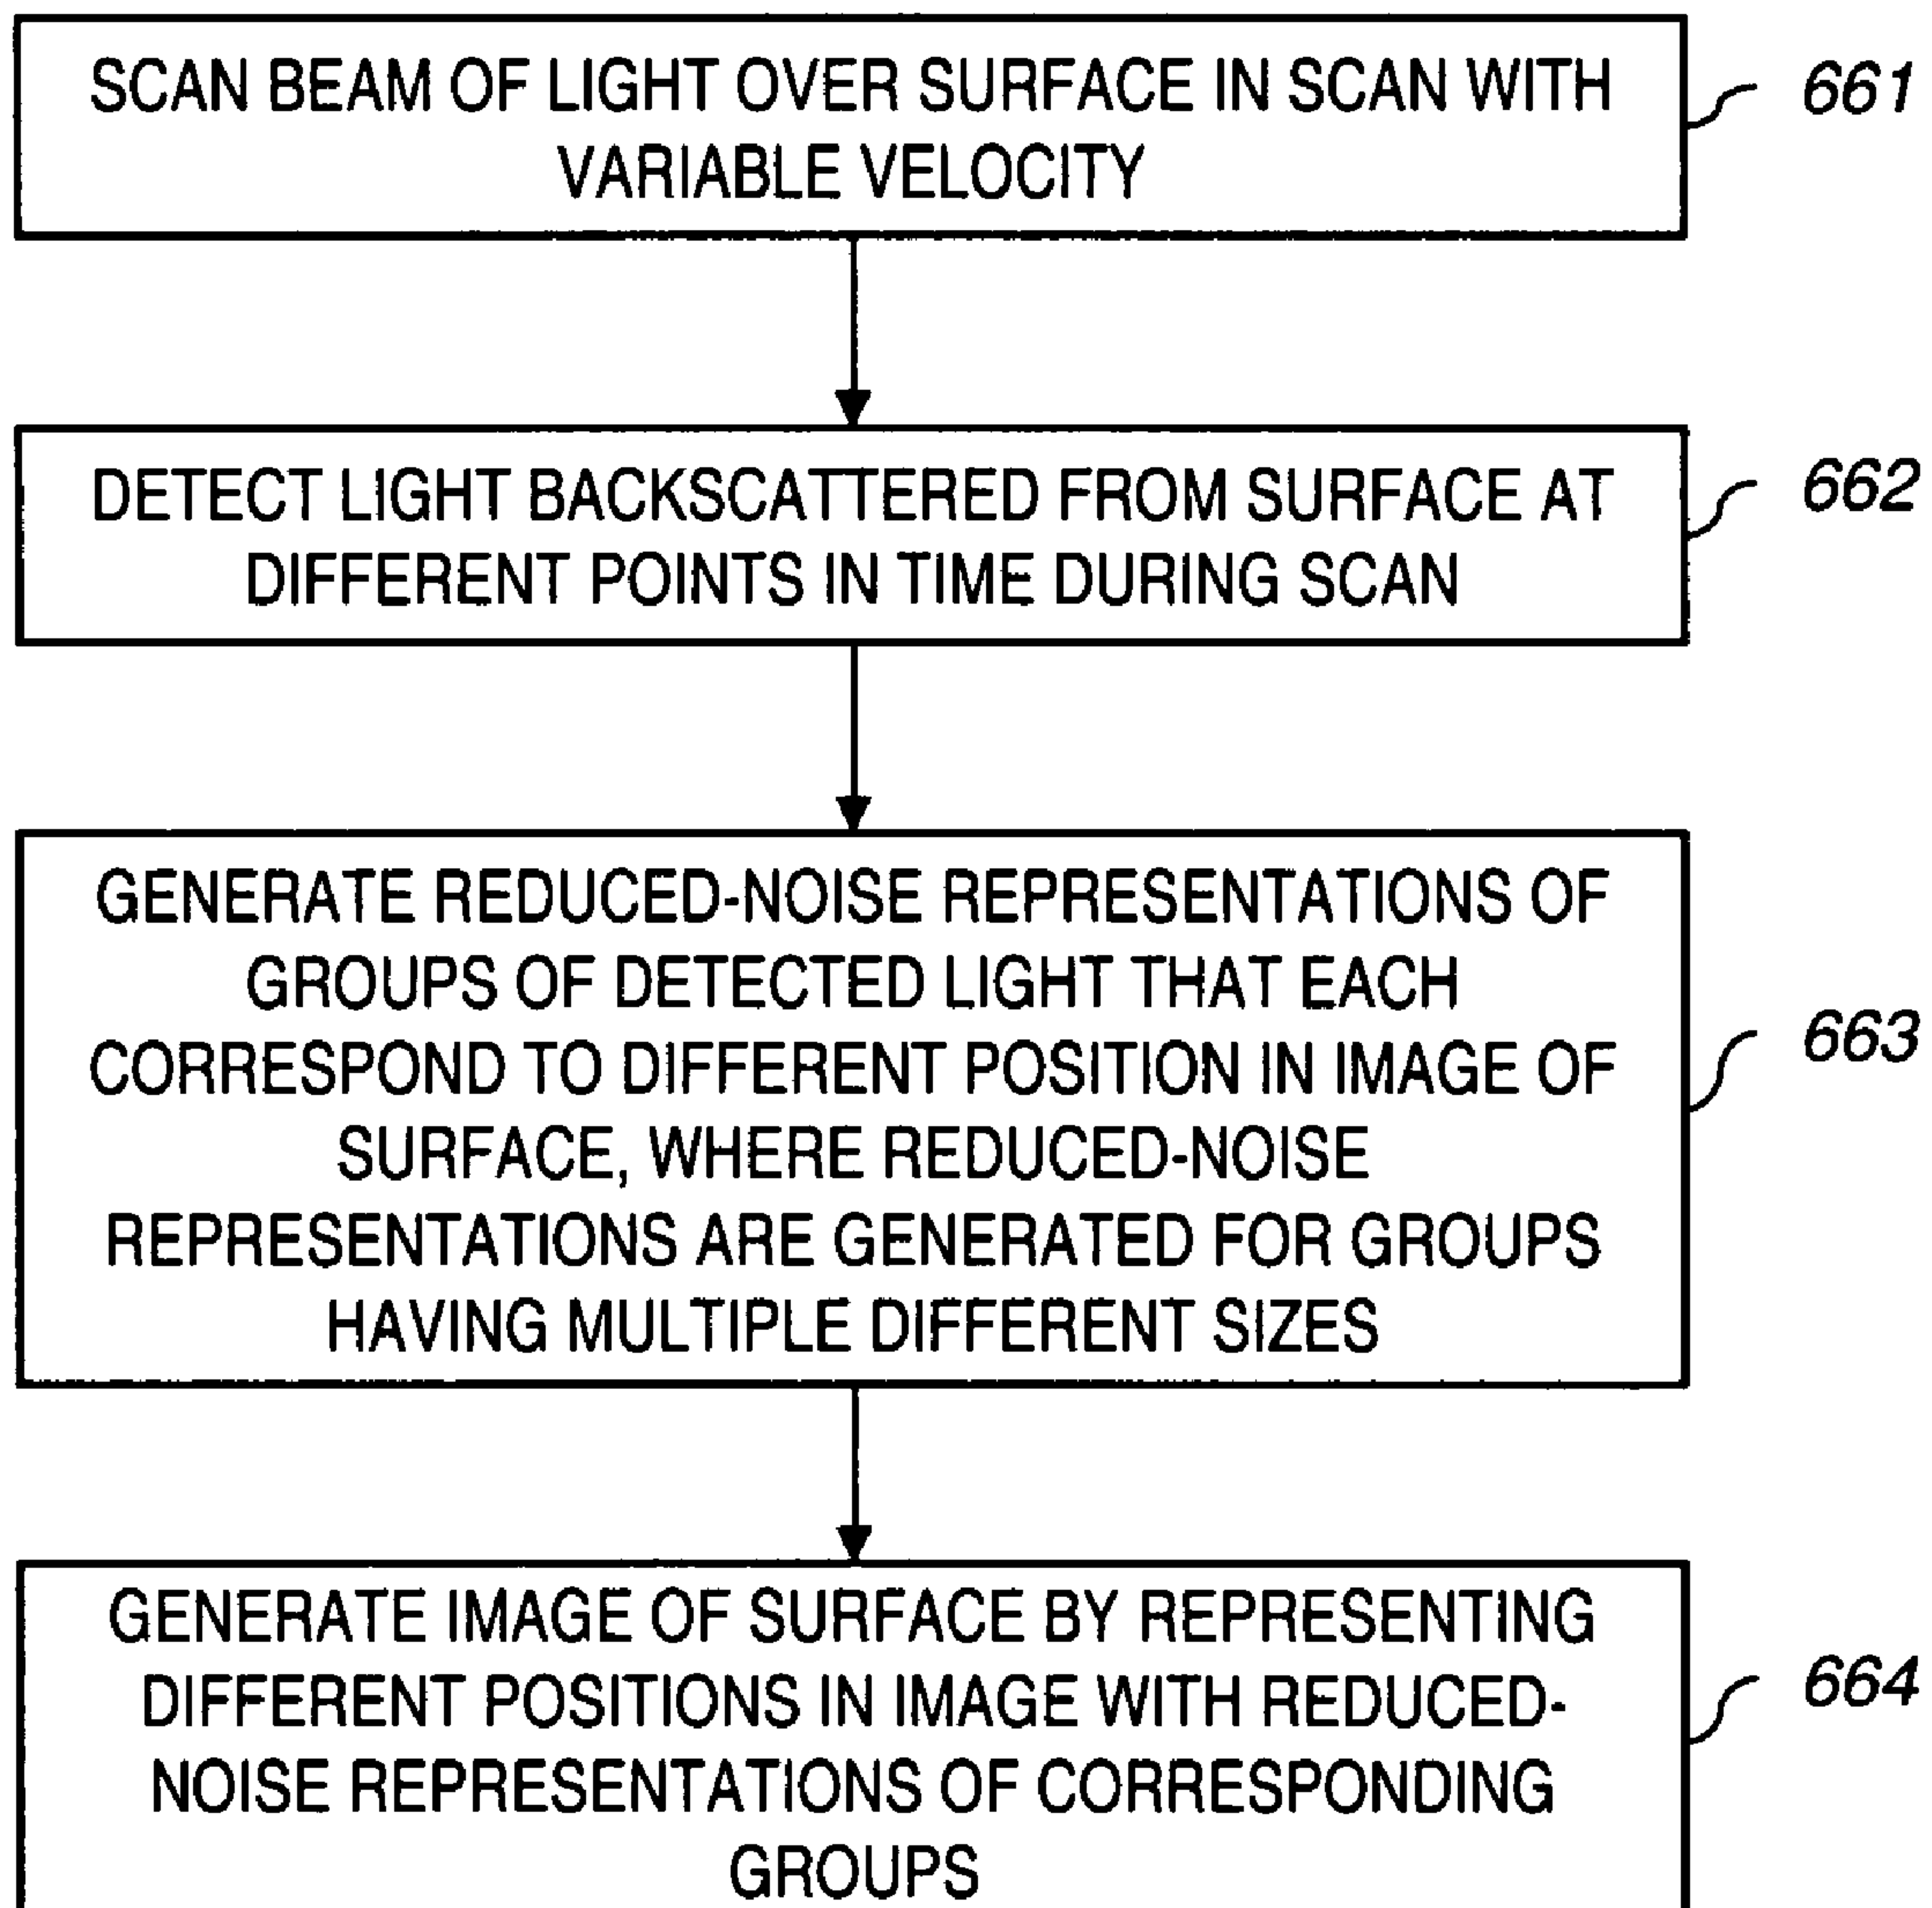 SCAN BEAM OF LIGHT OVER SURFACE IN SCAN WITH
VARIABLE VELOCITY
661
DETECT LIGHT BACKSCATTERED FROM SURFACE AT
DIFFERENT POINTS IN TIME DURING SCAN
662
GENERATE REDUCED-NOISE REPRESENTATIONS OF
GROUPS OF DETECTED LIGHT THAT EACH
CORRESPOND TO DIFFERENT POSITION IN IMAGE OF
SURFACE, WHERE REDUCED-NOISE
REPRESENTATIONS ARE GENERATED FOR GROUPS
HAVING MULTIPLE DIFFERENT SIZES
663
GENERATE IMAGE OF SURFACE BY REPRESENTING
DIFFERENT POSITIONS IN IMAGE WITH REDUCED-
NOISE REPRESENTATIONS OF CORRESPONDING
GROUPS
664